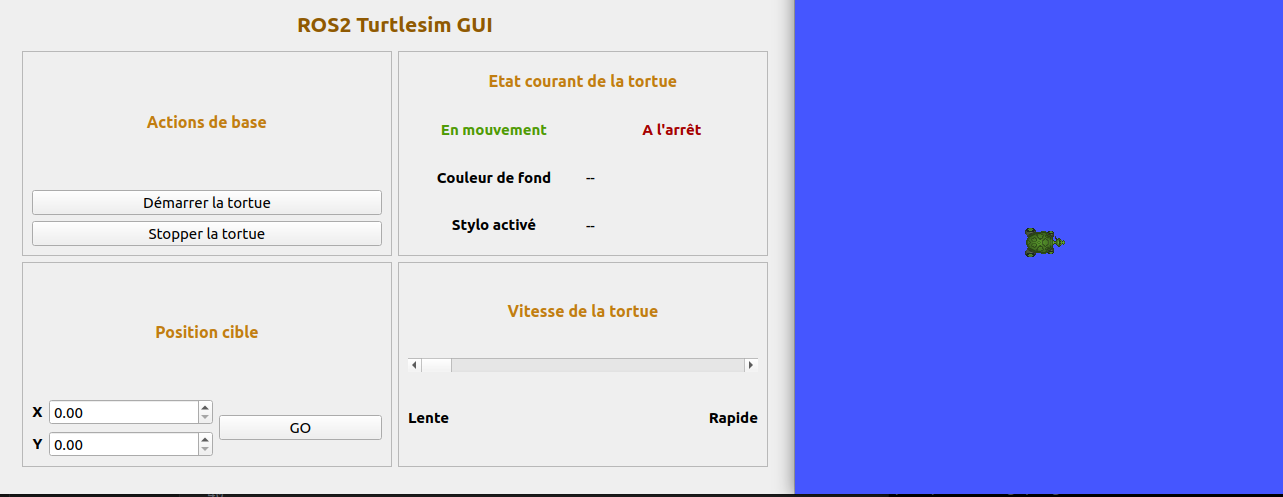 ROS2 Turtlesim GUI
Actions de base
Démarrer la tortue
Stopper la tortue
Etat courant de la tortue
En mouvement A l'arrêt
Couleur de fond --
Stylo activé --
Position cible
X 0.00
Y 0.00
GO
Vitesse de la tortue
Lente Rapide